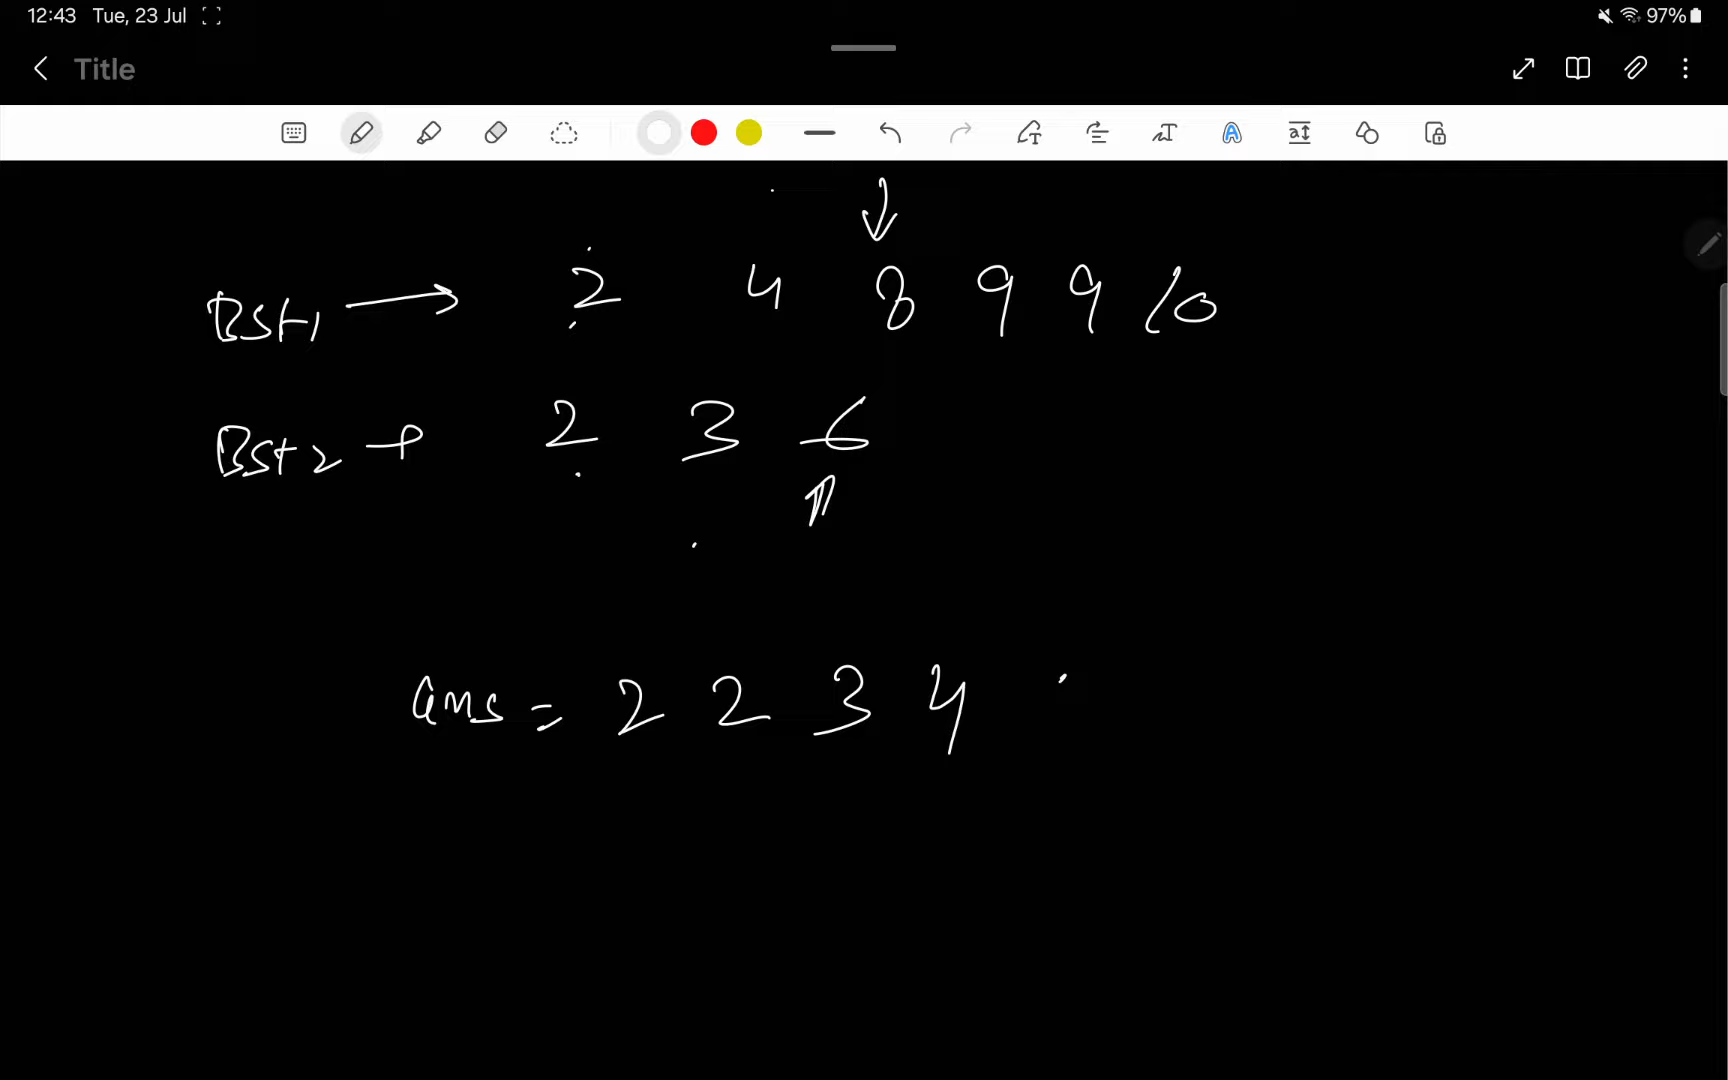 12:43 Tue, 23 Jul 97%
Title
BSt1 → 2 4 8 9 9 10
BSt2 → 2 3 6
ans = 2 2 3 4